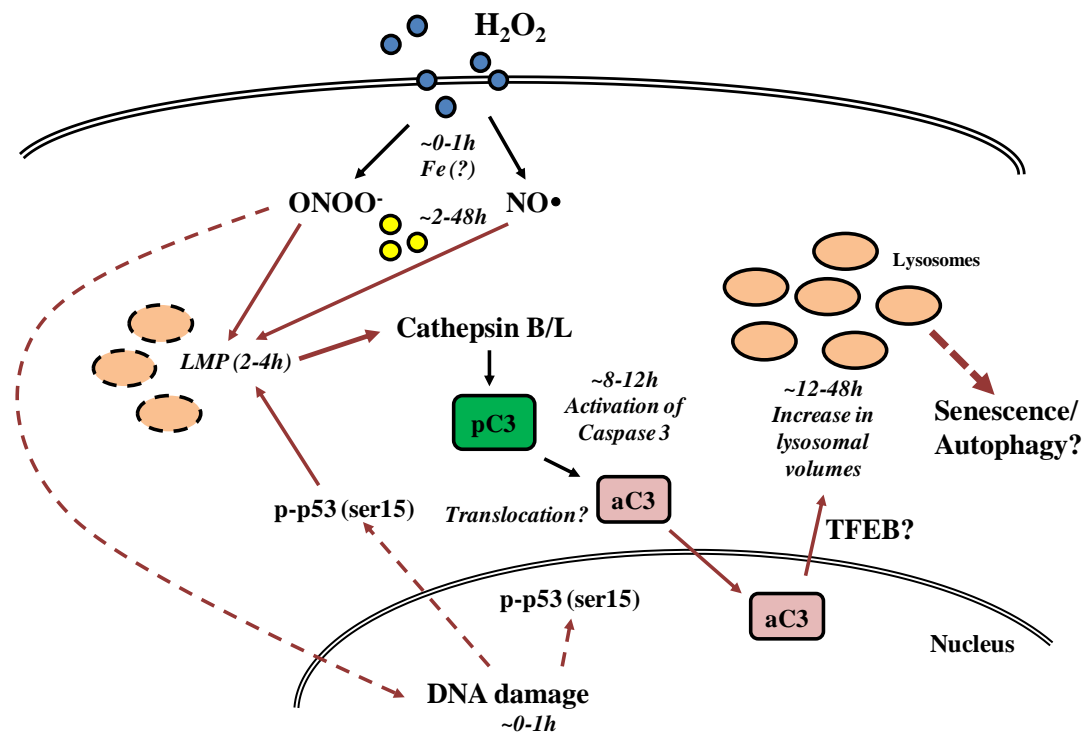 H₂O₂
~0-1h
Fe (?)
ONOO⁻
~2-48h
NO•
Lysosomes
LMP (2-4h)
Cathepsin B/L
pC3
~8-12h
Activation of
Caspase 3
~12-48h
Increase in
lysosomal
volumes
Senescence/
Autophagy?
p-p53 (ser15)
Translocation?
aC3
TFEB?
p-p53 (ser15)
aC3
Nucleus
DNA damage
~0-1h